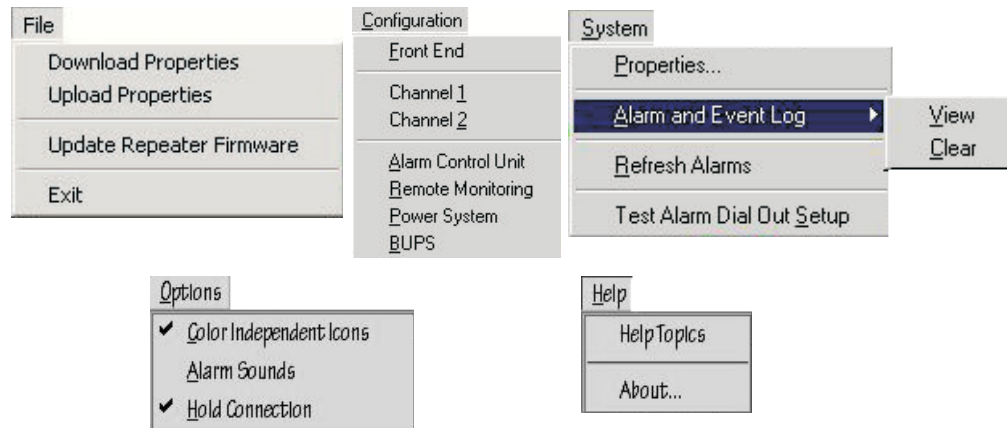 File
Download Properties
Upload Properties
Update Repeater Firmware
Exit
Configuration
Front End
Channel 1
Channel 2
Alarm Control Unit
Remote Monitoring
Power System
BUPS
System
Properties...
Alarm and Event Log
Refresh Alarms
Test Alarm Dial Out Setup
View
Clear
Options
Color Independent Icons
Alarm Sounds
Hold Connection
Help
Help Topics
About...